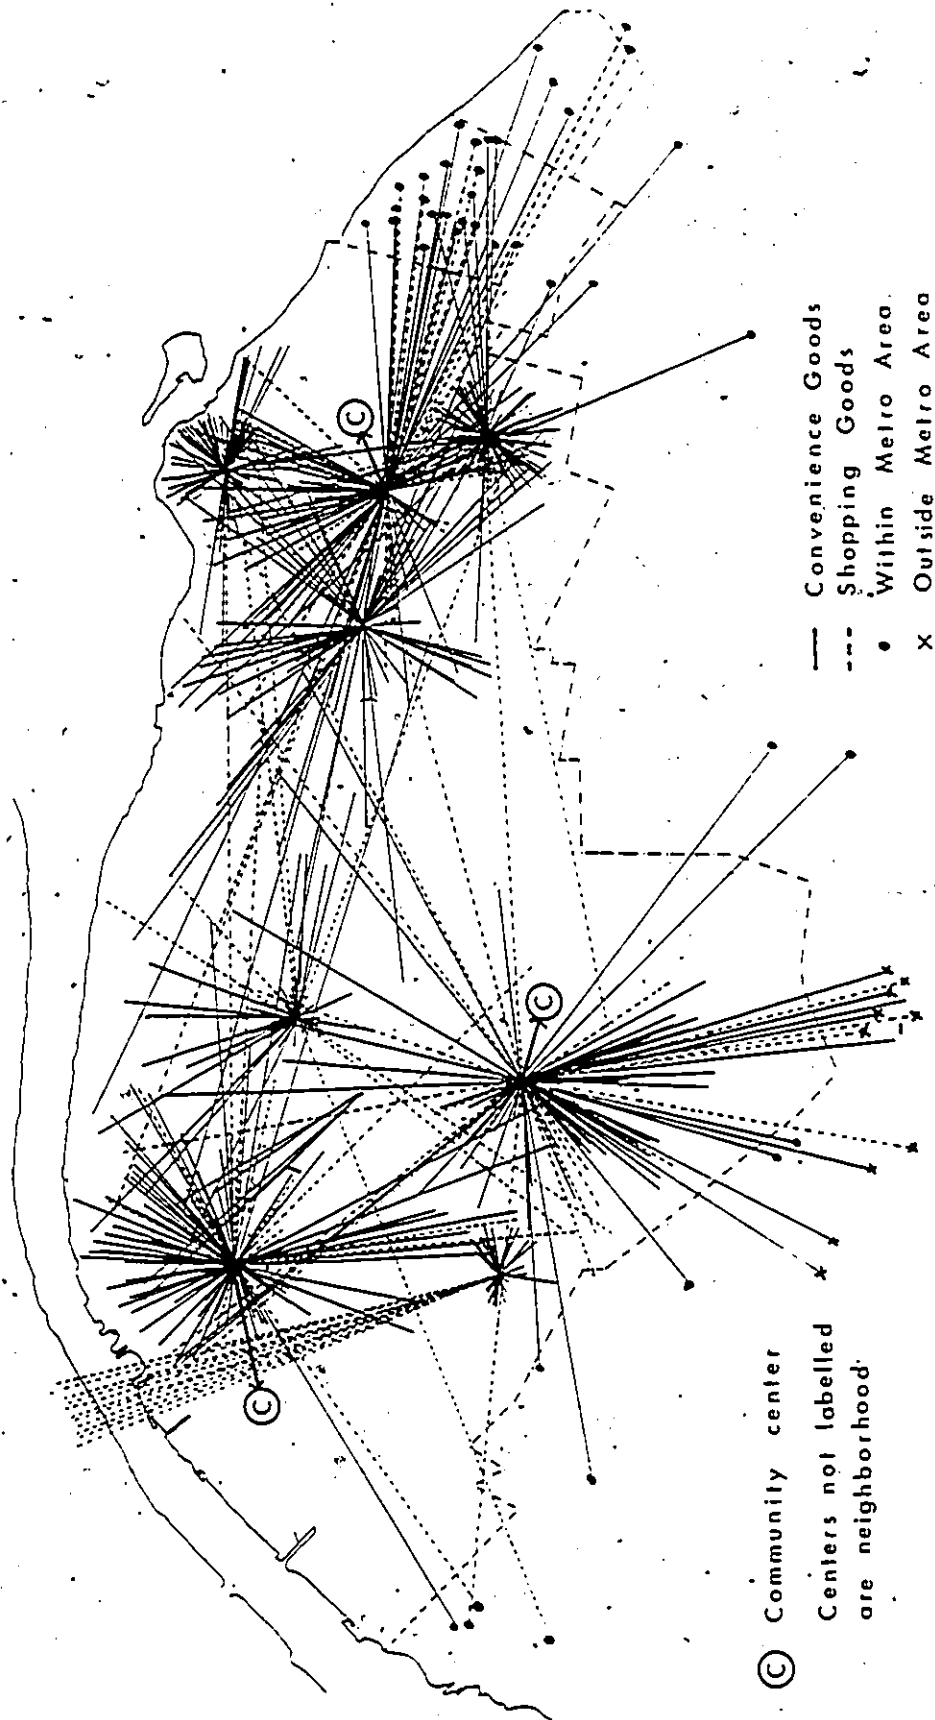 C
C
C
Convenience Goods
Shopping Goods
Within Metro Area
x Outside Metro Area
C Community center
Centers not labelled
are neighborhood